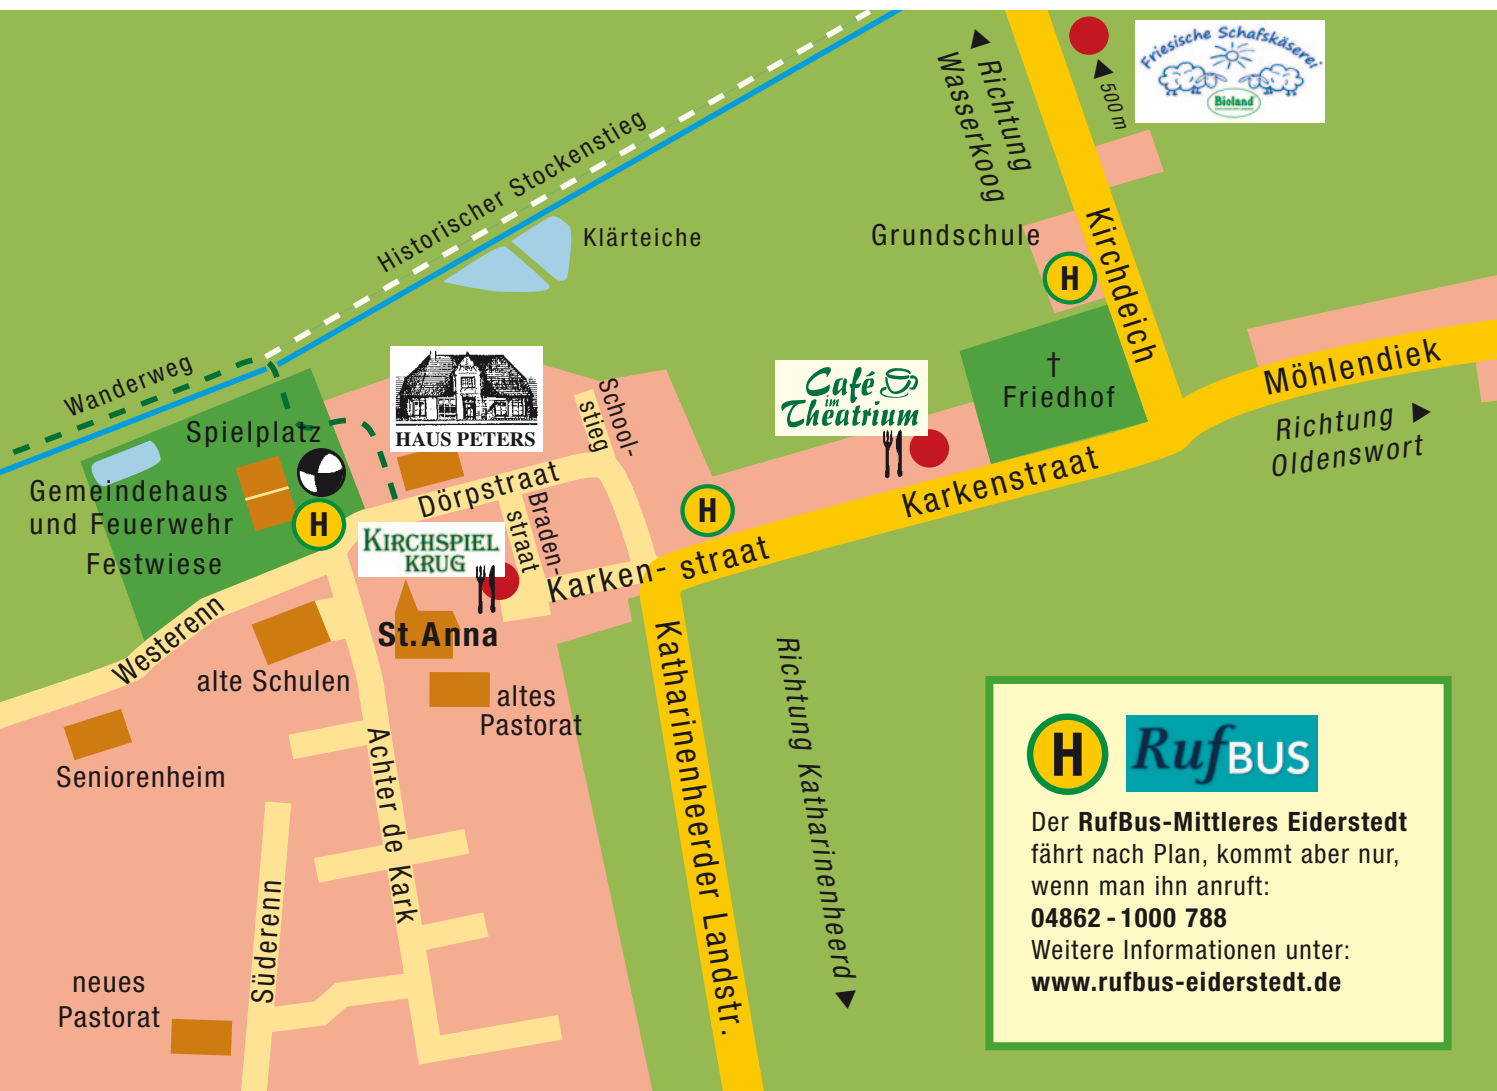 Friesische Schafskäserei
Bioland
500 m
Richtung
Wasserkoog
Historischer Stockenstieg
Klärteiche
Grundschule
H
Kirchdeich
Wanderweg
HAUS PETERS
School-
stieg
Café
im
Theatrium
†
Friedhof
Möhlendiek
Richtung
Oldenswort
Spielplatz
Gemeindehaus
und Feuerwehr
Festwiese
H
Dörpstraat
Braden-
straat
H
Karkenstraat
KIRCHSPIEL
KRUG
Karken- straat
Westerenn
St. Anna
alte Schulen
altes
Pastorat
Seniorenheim
Achter de Kark
Katharinenheerder Landstr.
Richtung Katharinenheerd
Süderenn
neues
Pastorat
H
RufBUS
Der RufBus-Mittleres Eiderstedt
fährt nach Plan, kommt aber nur,
wenn man ihn anruft:
04862 - 1000 788
Weitere Informationen unter:
www.rufbus-eiderstedt.de